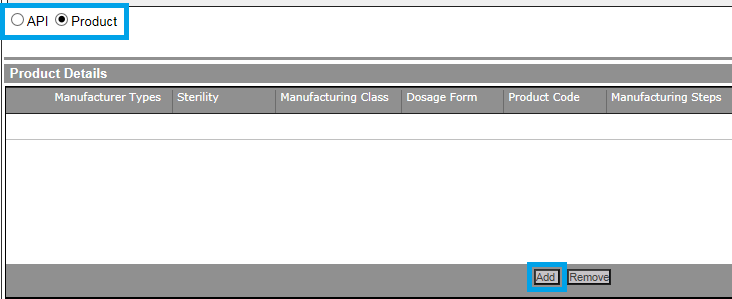 API Product
Product Details
Manufacturer Types Sterility Manufacturing Class Dosage Form Product Code Manufacturing Steps
Add Remove